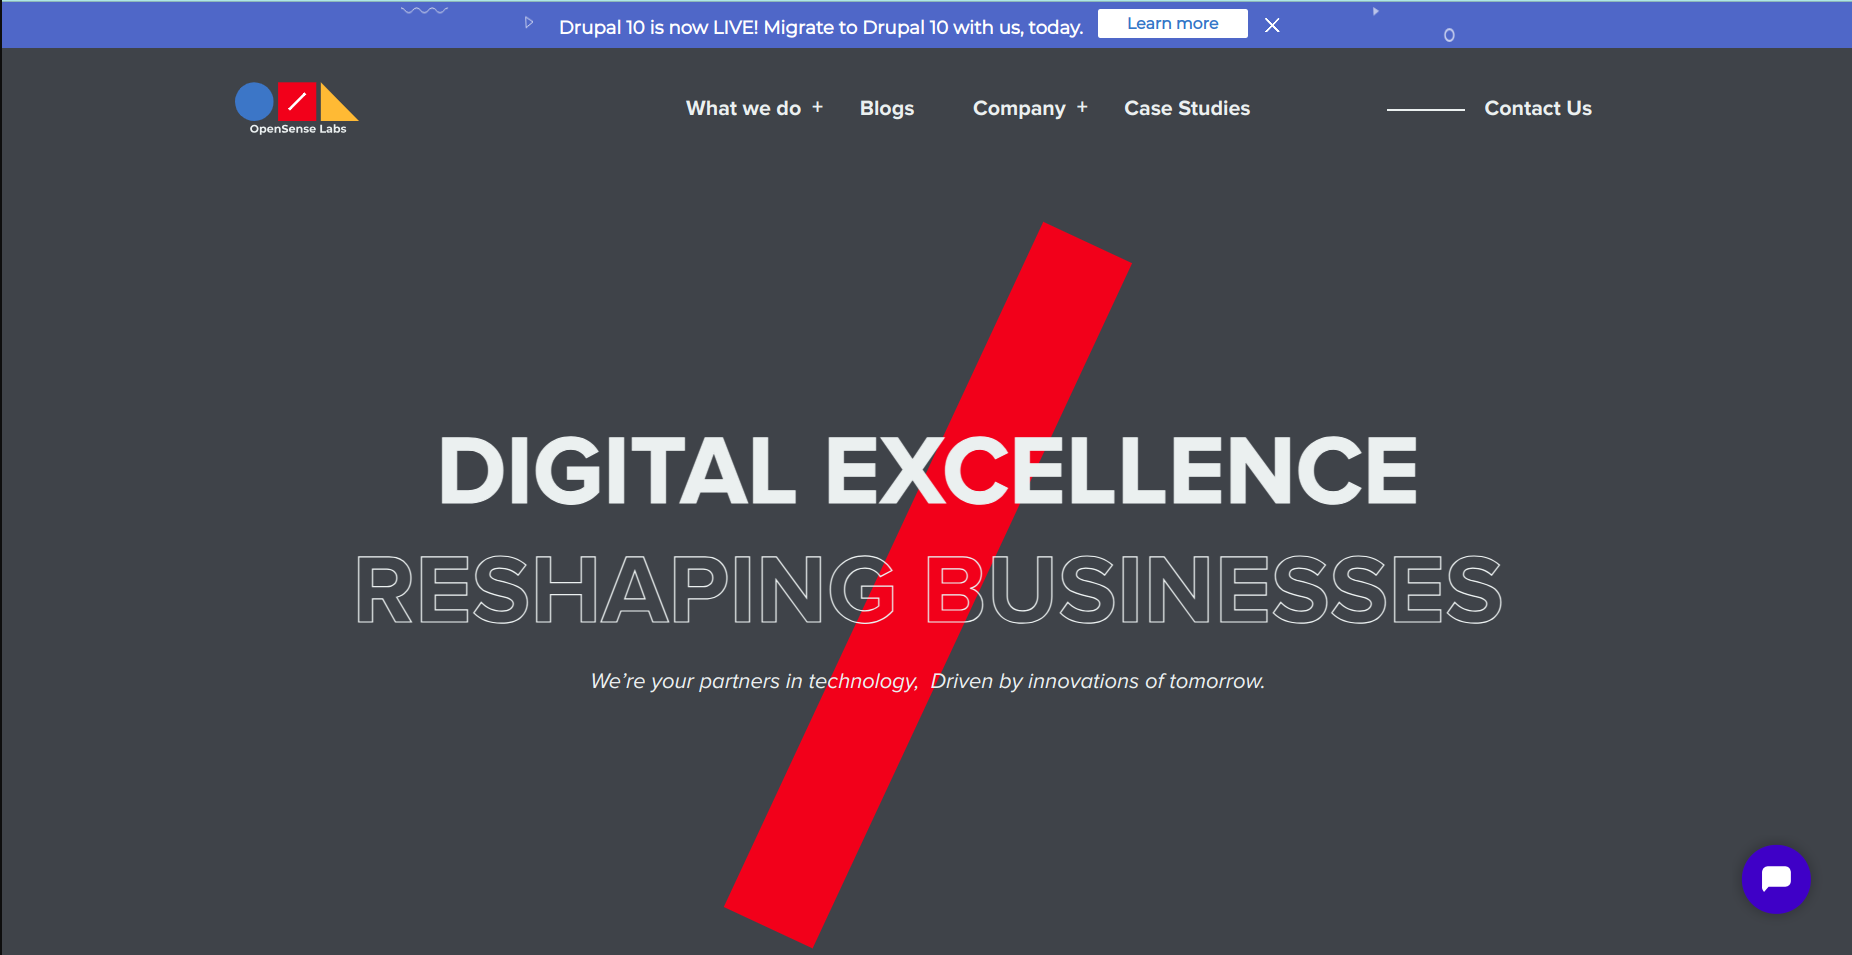 Drupal 10 is now LIVE! Migrate to Drupal 10 with us, today. Learn more
OpenSense Labs
What we do + Blogs Company + Case Studies Contact Us
DIGITAL EXCELLENCE
RESHAPING BUSINESSES
We’re your partners in technology, Driven by innovations of tomorrow.